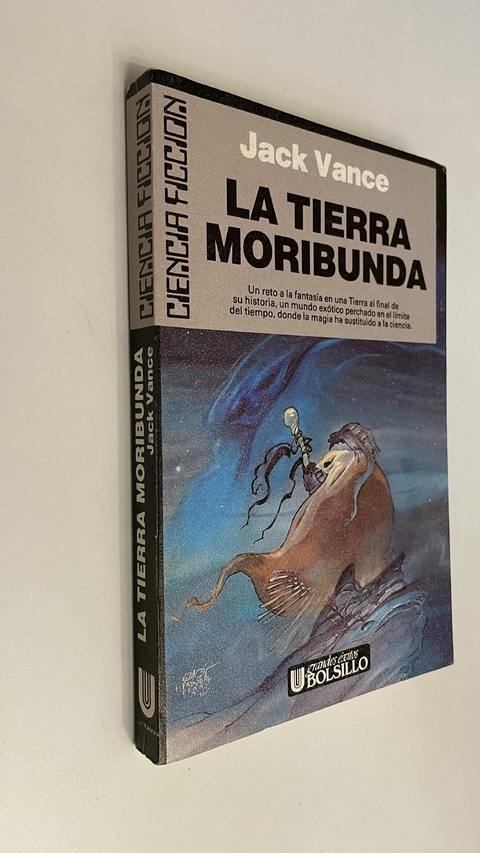 Jack Vance
LA TIERRA
MORIBUNDA
Un reto a la fantasía en una Tierra al final de
su historia, un mundo exótico perchado en el límite
del tiempo, donde la magia ha sustituido a la ciencia.
grandes éxitos
BOLSILLO
CIENCIA FICCION
CIENCIA FICCION
LA TIERRA MORIBUNDA
Jack Vance